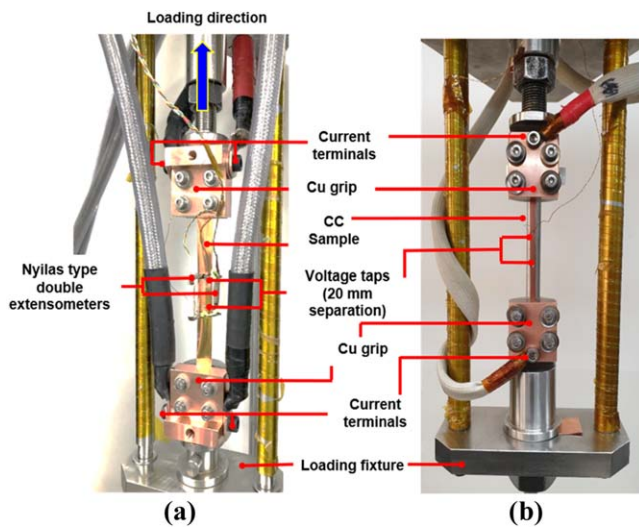 Loading direction
Current
terminals
Cu grip
CC
Sample
Nyilas type
double
extensometers
Voltage taps
(20 mm
separation)
Cu grip
Current
terminals
Loading fixture
(a)
(b)